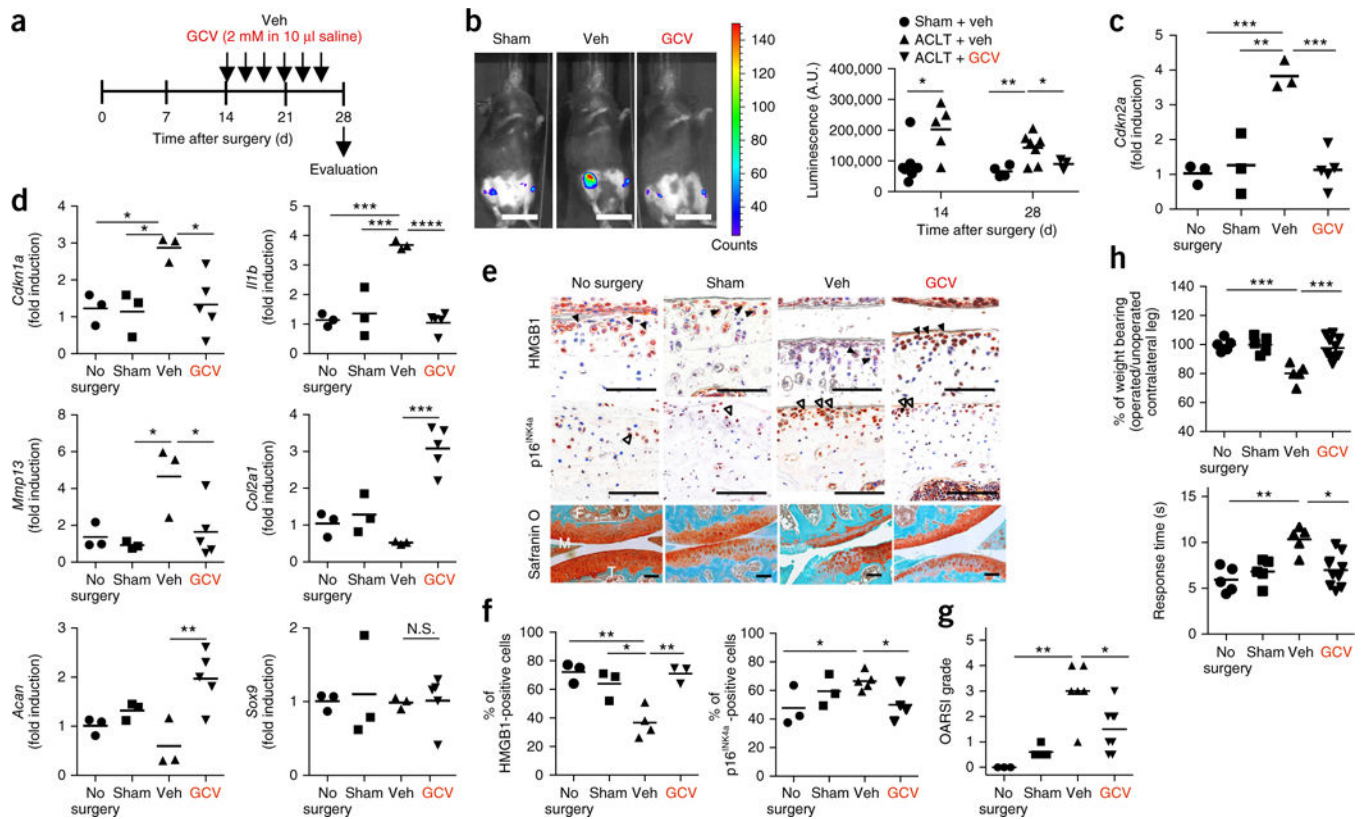 a
Veh
GCV (2 mM in 10 µl saline)
0
7
14
21
28
Time after surgery (d)
Evaluation
b
Sham
Veh
GCV
140
120
100
80
60
40
Counts
Sham + veh
ACLT + veh
ACLT + GCV
Luminescence (A.U.)
400,000
300,000
200,000
100,000
0
*
**
*
14
28
Time after surgery (d)
c
Cdkn2a
(fold induction)
5
4
3
2
1
0
***
**
***
No
surgery
Sham
Veh
GCV
d
Cdkn1a
(fold induction)
4
3
2
1
0
*
*
*
No
surgery
Sham
Veh
GCV
Il1b
(fold induction)
5
4
3
2
1
0
***
***
****
No
surgery
Sham
Veh
GCV
Mmp13
(fold induction)
8
6
4
2
0
*
*
No
surgery
Sham
Veh
GCV
Col2a1
(fold induction)
4
3
2
1
0
***
No
surgery
Sham
Veh
GCV
Acan
(fold induction)
3
2
1
0
**
No
surgery
Sham
Veh
GCV
Sox9
(fold induction)
2
1
0
N.S.
No
surgery
Sham
Veh
GCV
e
No surgery
Sham
Veh
GCV
HMGB1
p16INK4a
Safranin O
F
M
T
f
% of
HMGB1-positive cells
100
80
60
40
20
0
**
*
**
No
surgery
Sham
Veh
GCV
% of
p16INK4a-positive cells
100
80
60
40
20
0
*
*
No
surgery
Sham
Veh
GCV
g
OARSI grade
5
4
3
2
1
0
**
*
No
surgery
Sham
Veh
GCV
h
% of weight bearing
(operated/unoperated
contralateral leg)
140
120
100
80
60
40
***
***
No
surgery
Sham
Veh
GCV
Response time (s)
15
10
5
0
**
*
No
surgery
Sham
Veh
GCV